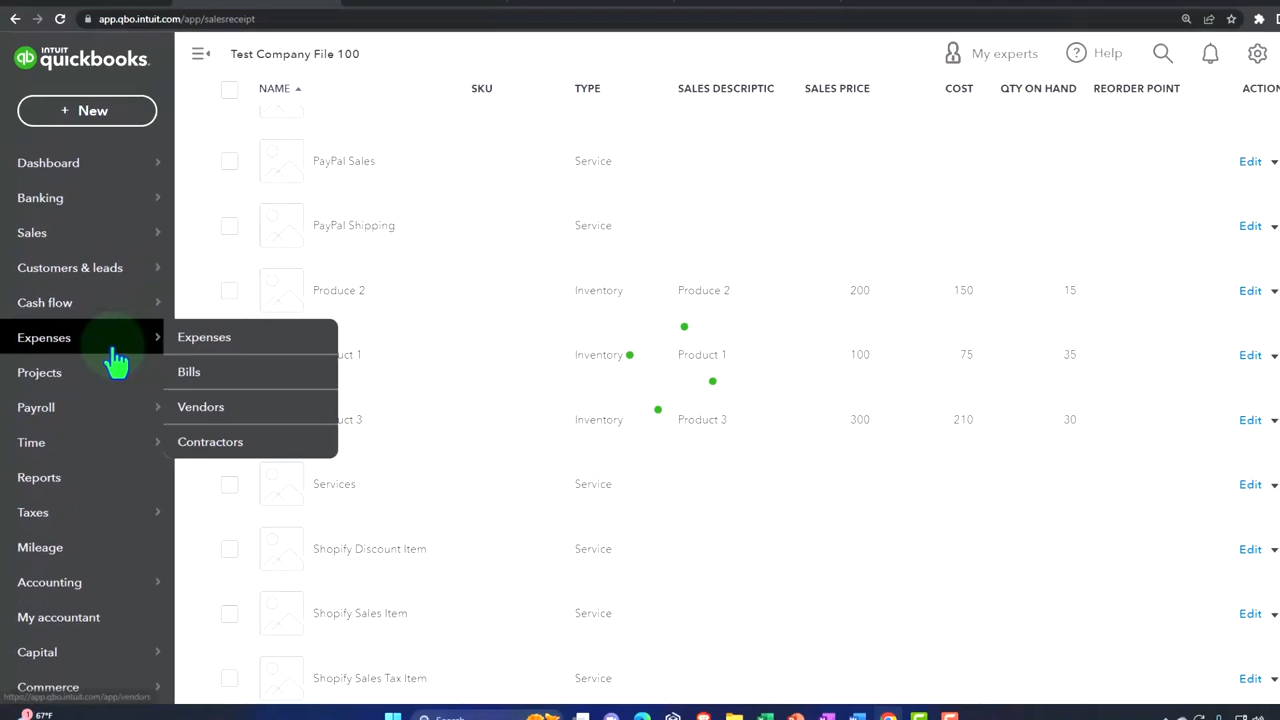 app.qbo.intuit.com/app/salesreceipt
INTUIT
quickbooks.
Test Company File 100
My experts
Help
+ New
NAME SKU TYPE SALES DESCRIPTIC SALES PRICE COST QTY ON HAND REORDER POINT ACTION
Dashboard
Banking
Sales
Customers & leads
Cash flow
Expenses
Projects
Payroll
Time
Reports
Taxes
Mileage
Accounting
My accountant
Capital
Commerce
Expenses
Bills
Vendors
Contractors
PayPal Sales Service Edit
PayPal Shipping Service Edit
Produce 2 Inventory Produce 2 200 150 15 Edit
uct 1 Inventory Product 1 100 75 35 Edit
uct 3 Inventory Product 3 300 210 30 Edit
Services Service Edit
Shopify Discount Item Service Edit
Shopify Sales Item Service Edit
Shopify Sales Tax Item Service Edit
https://app.qbo.intuit.com/app/vendors
67°F
Search